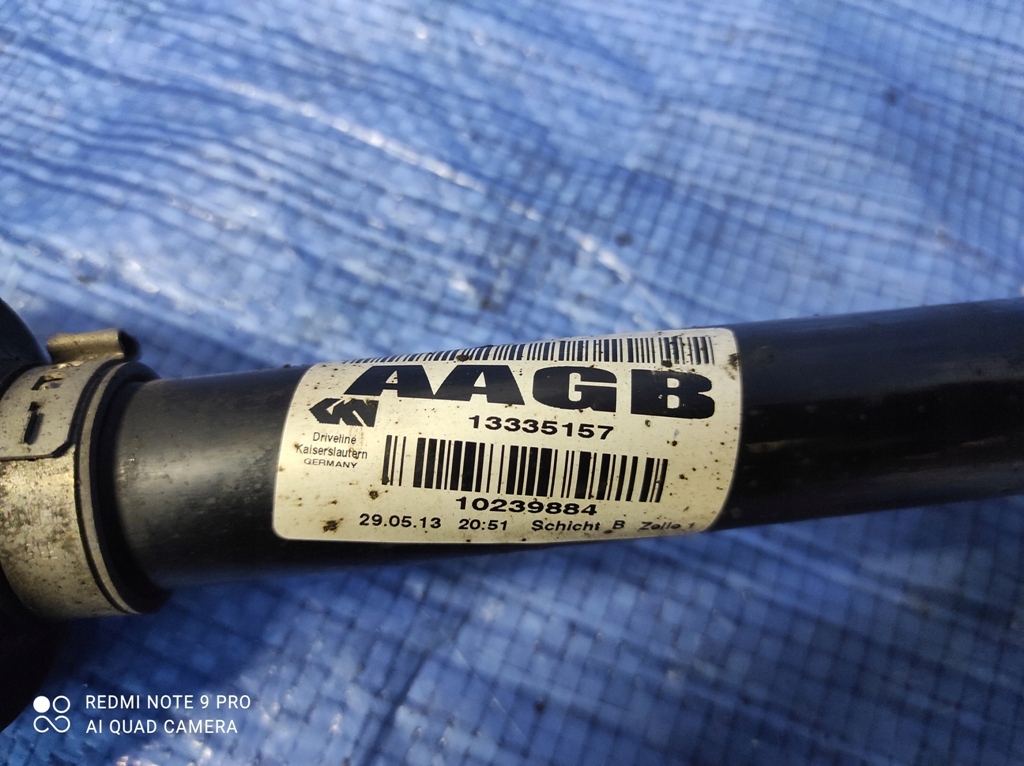 AAGB
GKN
13335157
Driveline
Kaiserslautern
GERMANY
10239884
29.05.13 20:51 Schicht B Zelle 1
REDMI NOTE 9 PRO
AI QUAD CAMERA